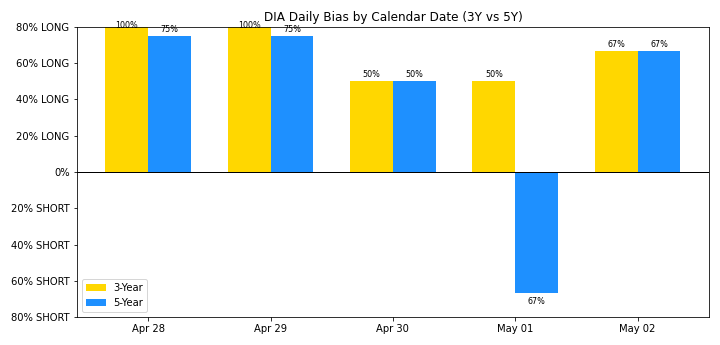 DIA Daily Bias by Calendar Date (3Y vs 5Y)
80% LONG
60% LONG
40% LONG
20% LONG
0%
20% SHORT
40% SHORT
60% SHORT
80% SHORT
100%
75%
100%
75%
50%
50%
50%
67%
67%
67%
3-Year
5-Year
Apr 28
Apr 29
Apr 30
May 01
May 02